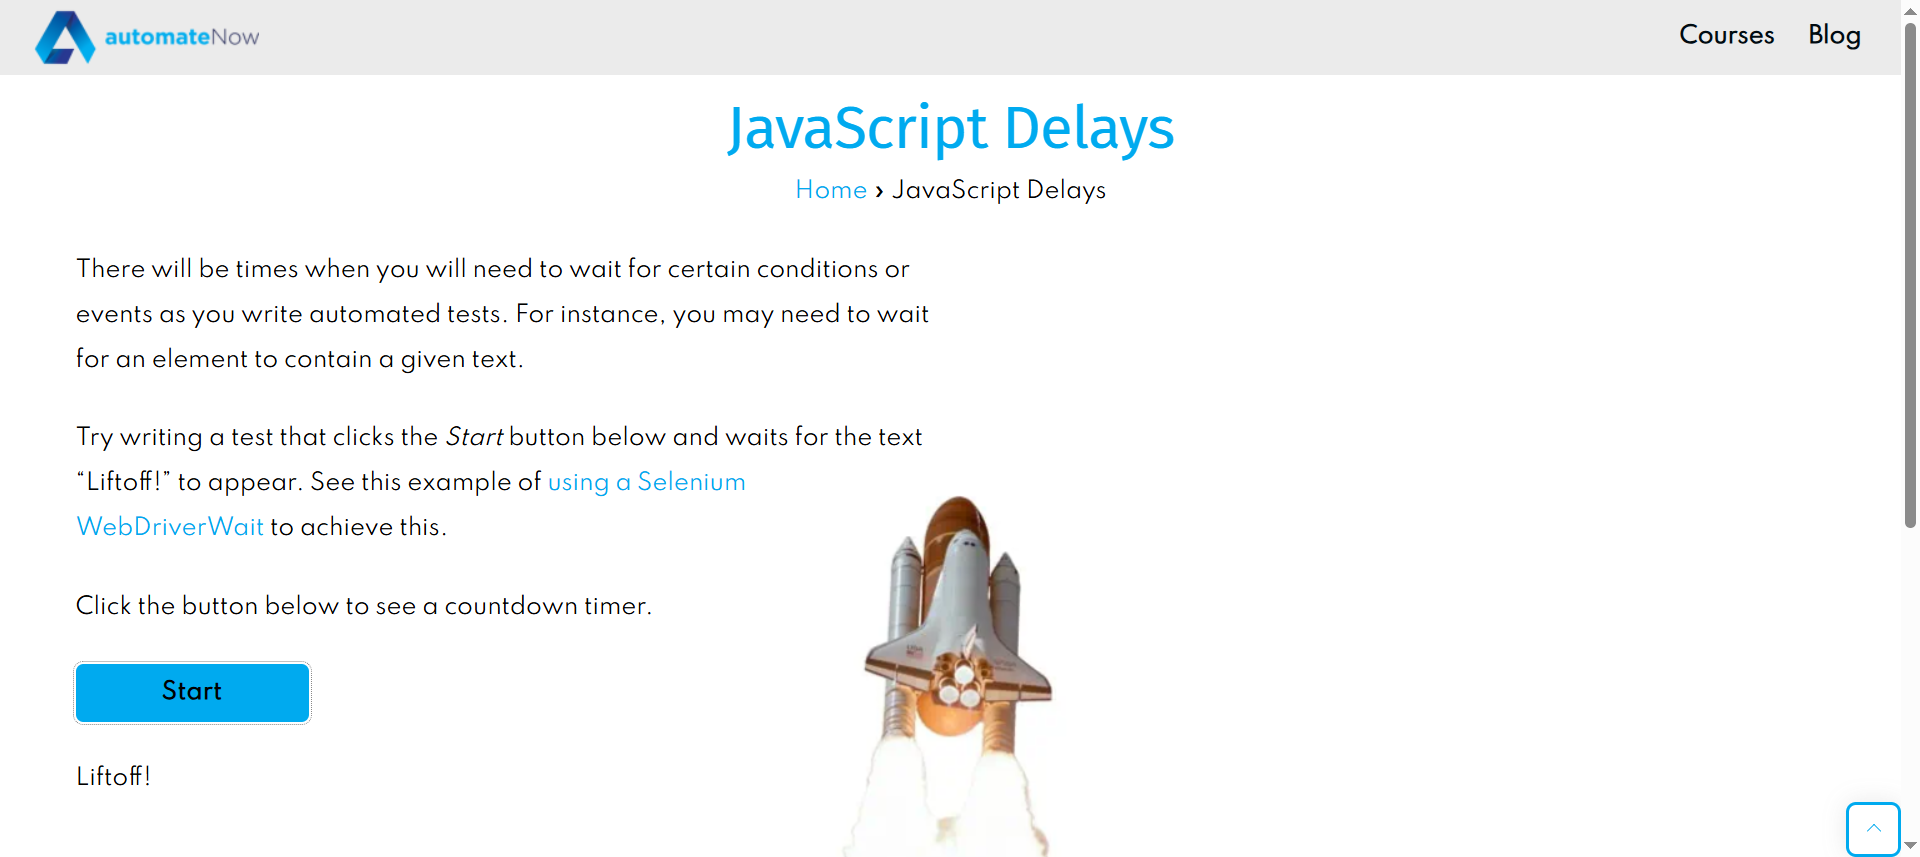 automateNow
Courses
Blog
JavaScript Delays
Home › JavaScript Delays
There will be times when you will need to wait for certain conditions or
events as you write automated tests. For instance, you may need to wait
for an element to contain a given text.
Try writing a test that clicks the Start button below and waits for the text
“Liftoff!” to appear. See this example of using a Selenium
WebDriverWait to achieve this.
Click the button below to see a countdown timer.
Start
Liftoff!